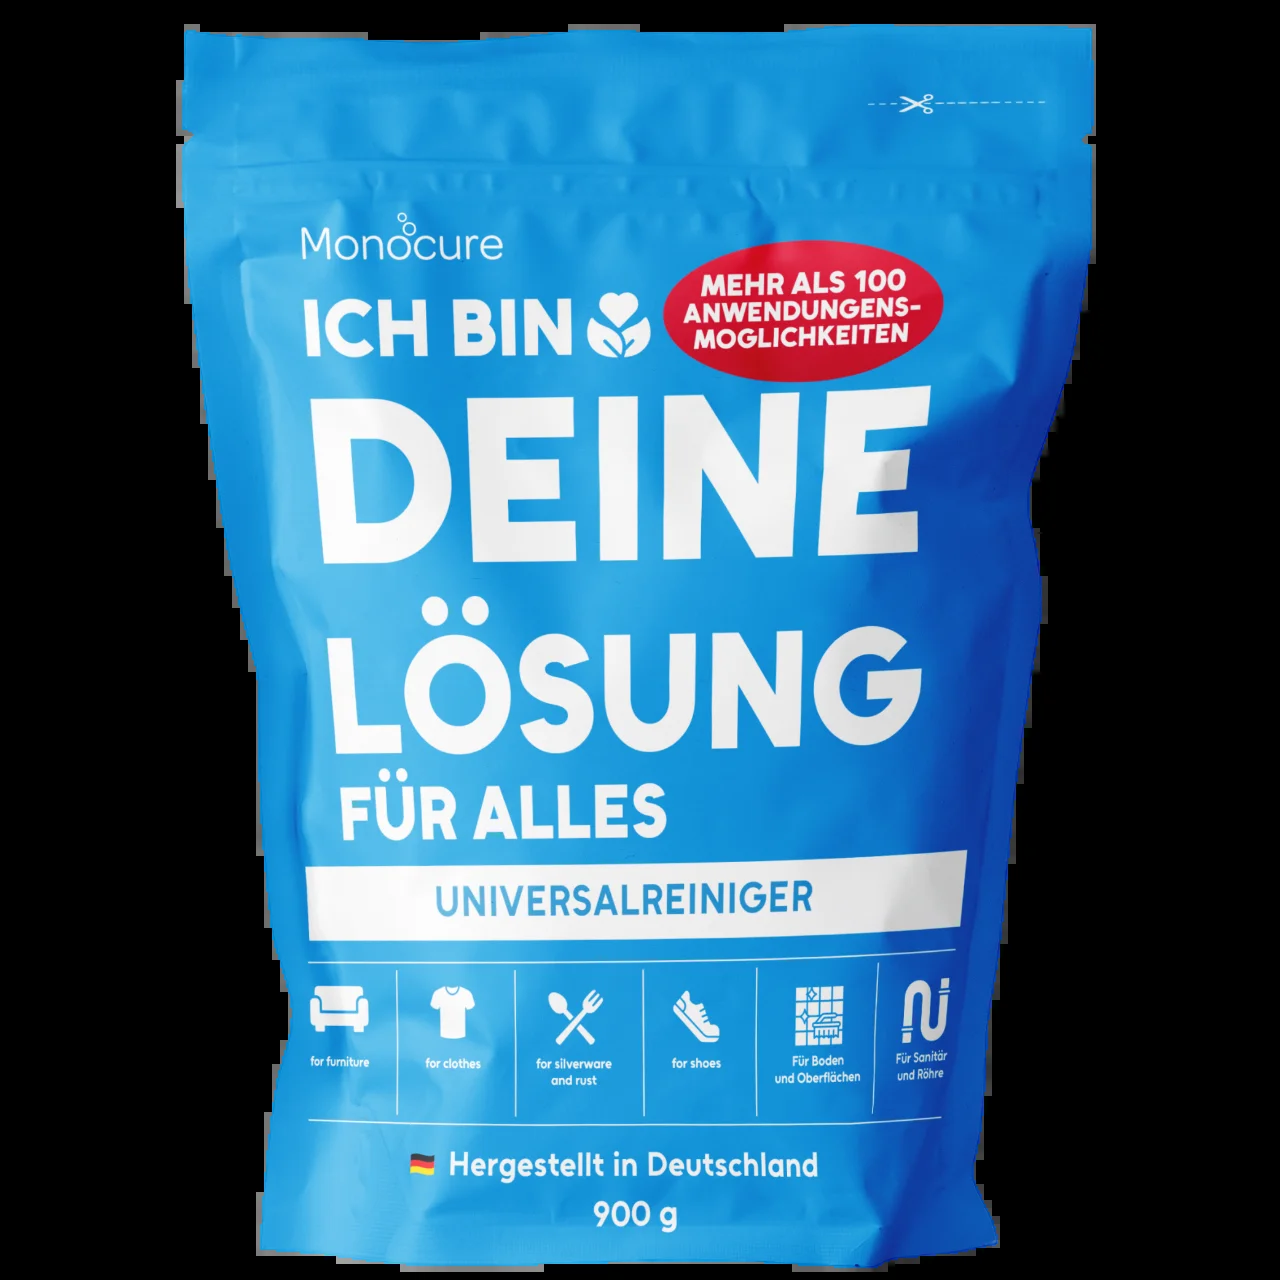 Monocure
ICH BIN
MEHR ALS 100
ANWENDUNGENS-
MOGLICHKEITEN
DEINE
LÖSUNG
FÜR ALLES
UNIVERSALREINIGER
for furniture
for clothes
for silverware
and rust
for shoes
Für Boden
und Oberflächen
Für Sanitär
und Röhre
Hergestellt in Deutschland
900 g